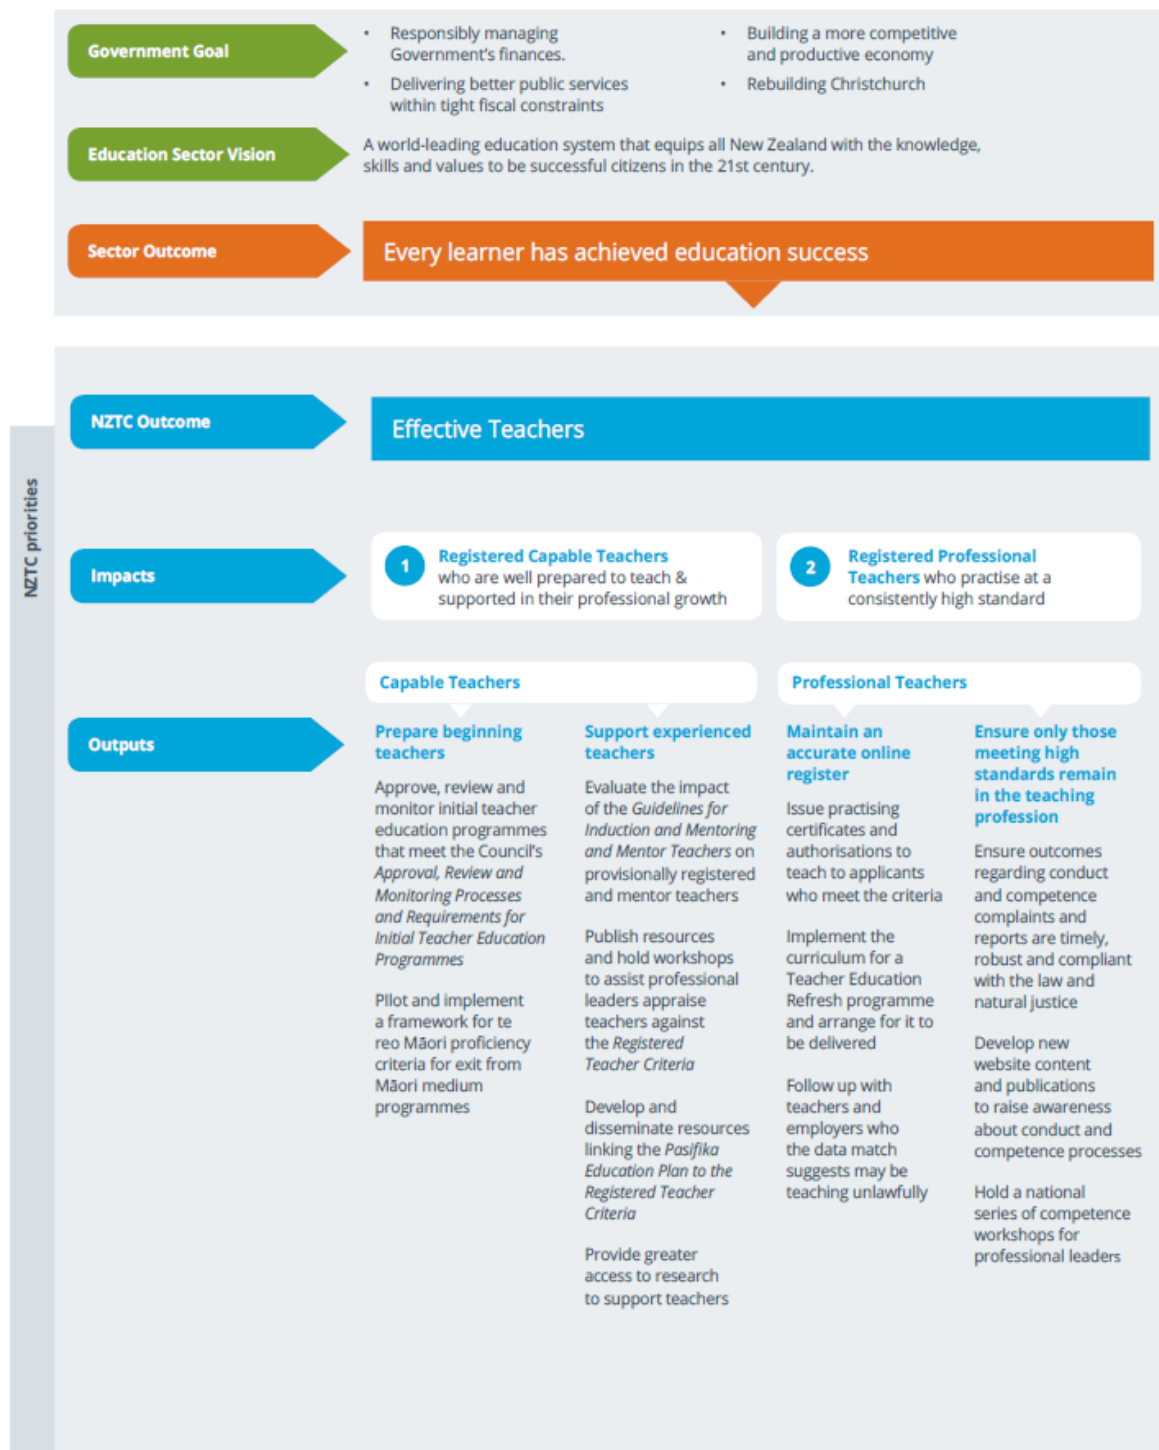 Government Goal
• Responsibly managing
Government's finances.
• Delivering better public services
within tight fiscal constraints
• Building a more competitive
and productive economy
• Rebuilding Christchurch
Education Sector Vision
A world-leading education system that equips all New Zealand with the knowledge,
skills and values to be successful citizens in the 21st century.
Sector Outcome
Every learner has achieved education success
NZTC priorities
NZTC Outcome
Effective Teachers
Impacts
1
Registered Capable Teachers
who are well prepared to teach &
supported in their professional growth
2
Registered Professional
Teachers who practise at a
consistently high standard
Outputs
Capable Teachers
Prepare beginning
teachers
Approve, review and
monitor initial teacher
education programmes
that meet the Council's
Approval, Review and
Monitoring Processes
and Requirements for
Initial Teacher Education
Programmes
PIlot and implement
a framework for te
reo Māori proficiency
criteria for exit from
Māori medium
programmes
Support experienced
teachers
Evaluate the impact
of the Guidelines for
Induction and Mentoring
and Mentor Teachers on
provisionally registered
and mentor teachers
Publish resources
and hold workshops
to assist professional
leaders appraise
teachers against
the Registered
Teacher Criteria
Develop and
disseminate resources
linking the Pasifika
Education Plan to the
Registered Teacher
Criteria
Provide greater
access to research
to support teachers
Professional Teachers
Maintain an
accurate online
register
Issue practising
certificates and
authorisations to
teach to applicants
who meet the criteria
Implement the
curriculum for a
Teacher Education
Refresh programme
and arrange for it to
be delivered
Follow up with
teachers and
employers who
the data match
suggests may be
teaching unlawfully
Ensure only those
meeting high
standards remain
in the teaching
profession
Ensure outcomes
regarding conduct
and competence
complaints and
reports are timely,
robust and compliant
with the law and
natural justice
Develop new
website content
and publications
to raise awareness
about conduct and
competence processes
Hold a national
series of competence
workshops for
professional leaders